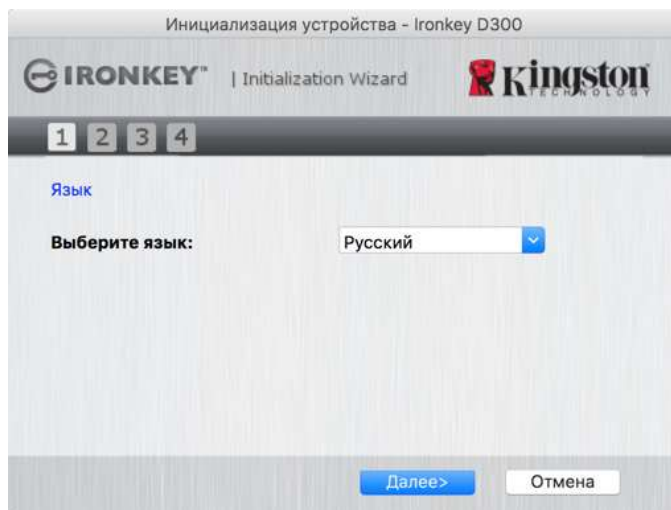 Инициализация устройства - Ironkey D300
IRONKEY™ | Initialization Wizard Kingston
TECHNOLOGY
1 2 3 4
Язык
Выберите язык: Русский
Далее> Отмена